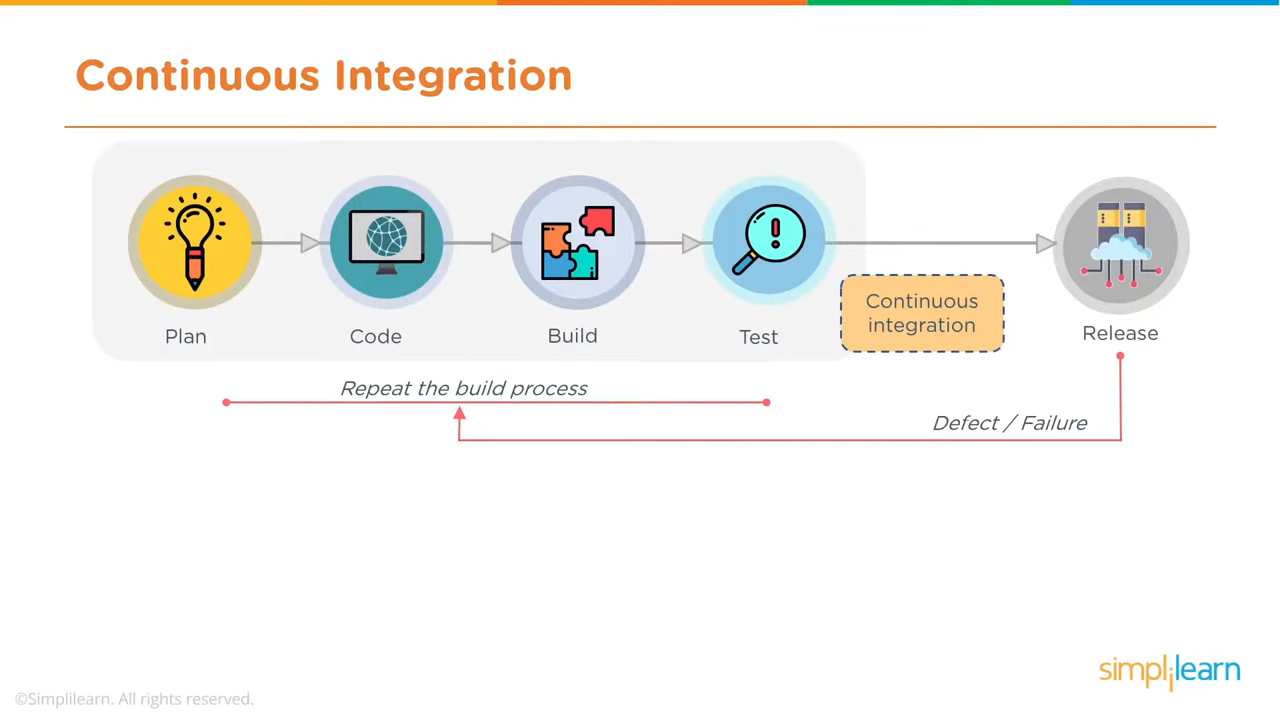 Continuous Integration
Plan
Code
Build
Test
Continuous
integration
Release
Repeat the build process
Defect / Failure
©Simplilearn. All rights reserved.
simplilearn